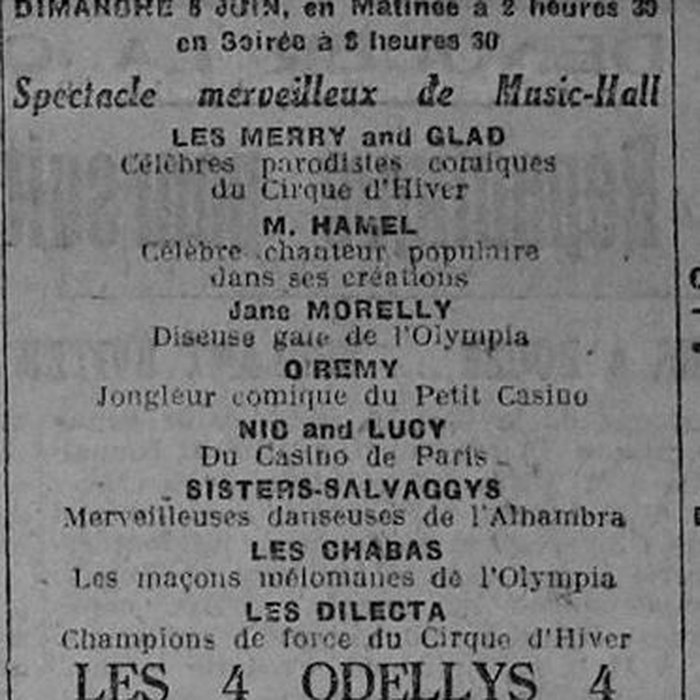 DIMANCHE 8 JUIN, en Matinée à 2 heures 30
en Soirée à 8 heures 30
Spectacle merveilleux de Music-Hall
LES MERRY and GLAD
Célèbres parodistes comiques
du Cirque d'Hiver
M. HAMEL
Célèbre chanteur populaire
dans ses créations
Jane MORELLY
Diseuse gaie de l'Olympia
O'REMY
Jongleur comique du Petit Casino
NIC and LUCY
Du Casino de Paris
SISTERS-SALVAGGYS
Merveilleuses danseuses de l'Alhambra
LES CHABAS
Les maçons mélomanes de l'Olympia
LES DILECTA
Champions de force du Cirque d'Hiver
LES 4 ODELLYS 4